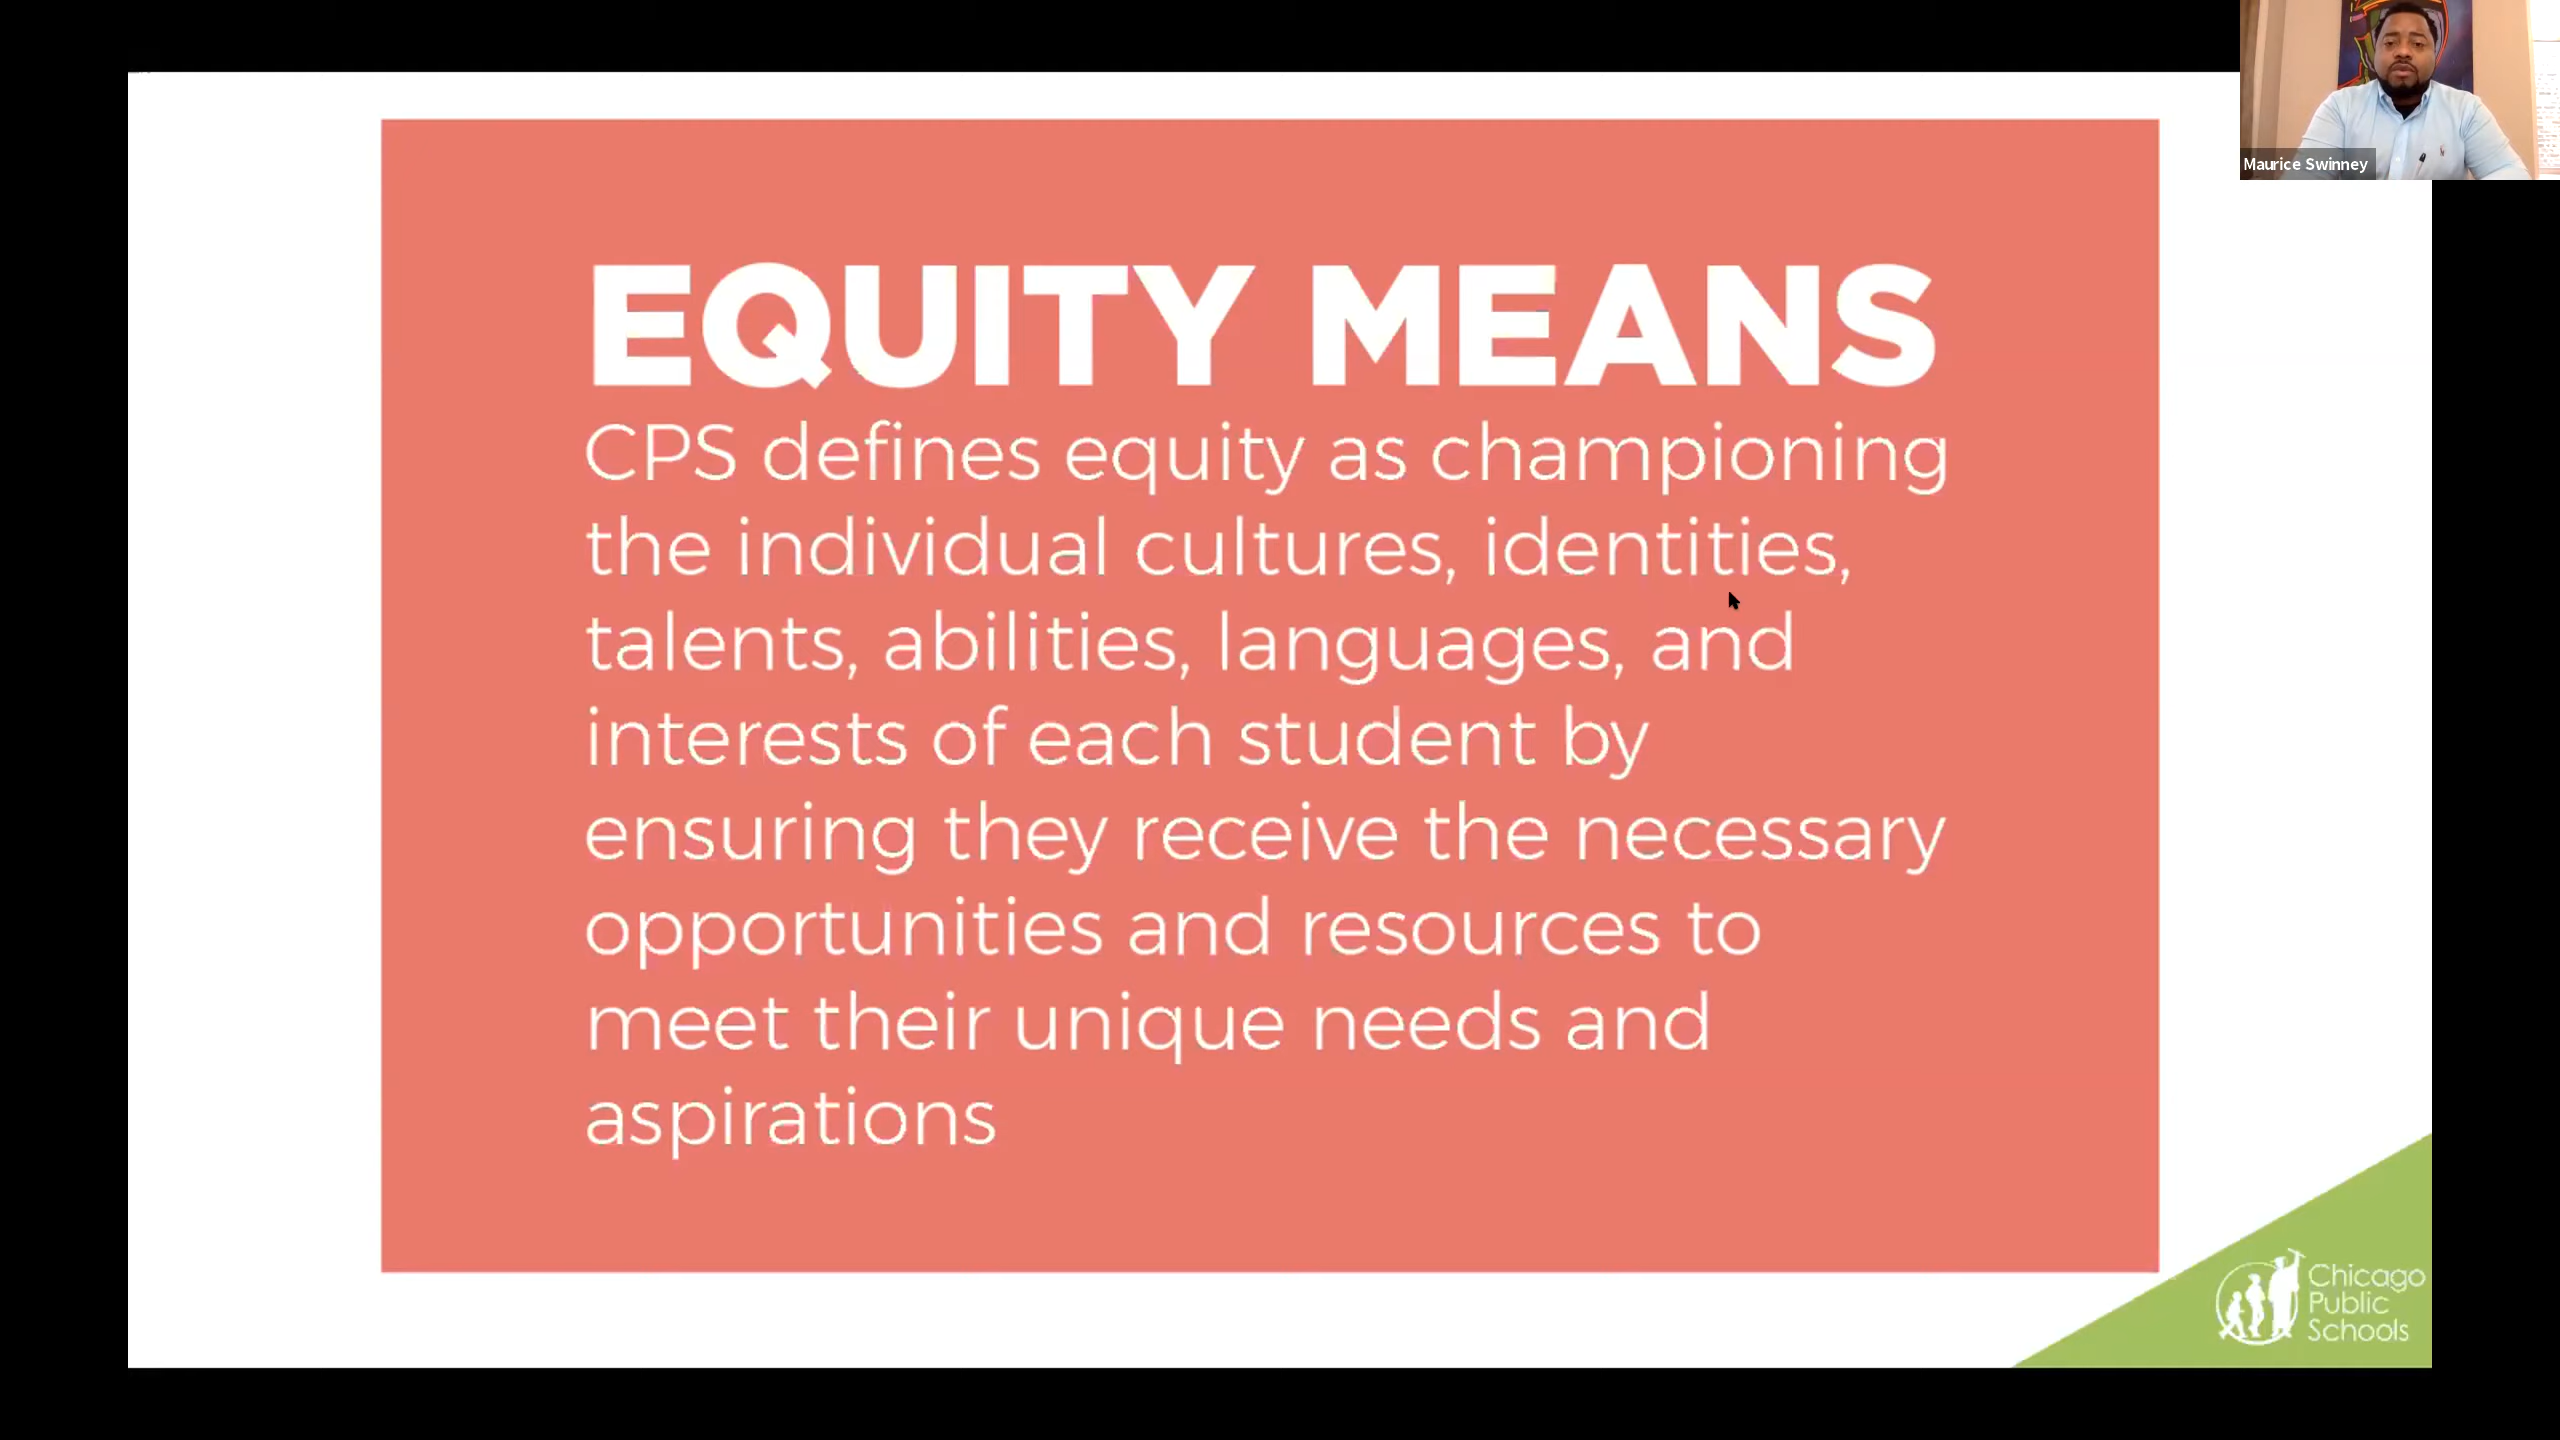 Maurice Swinney
EQUITY MEANS
CPS defines equity as championing
the individual cultures, identities,
talents, abilities, languages, and
interests of each student by
ensuring they receive the necessary
opportunities and resources to
meet their unique needs and
aspirations
Chicago
Public
Schools